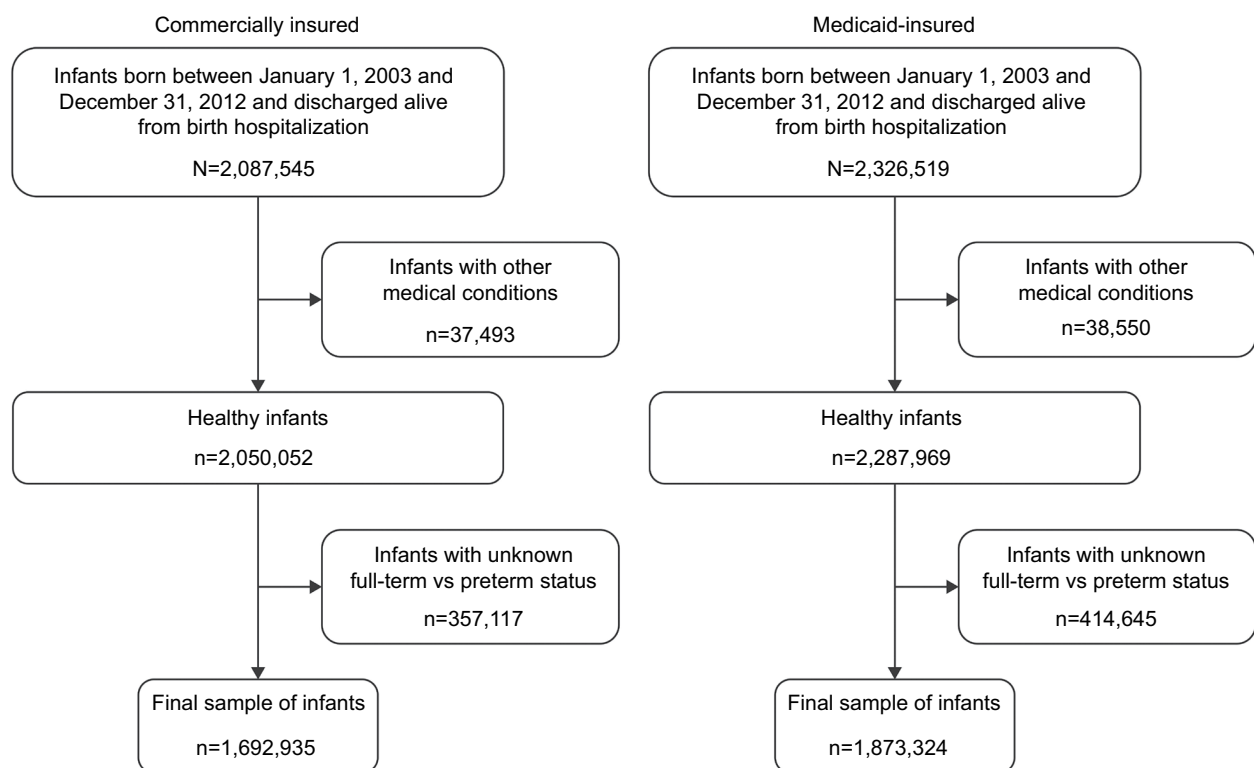 Commercially insured
Infants born between January 1, 2003 and
December 31, 2012 and discharged alive
from birth hospitalization
N=2,087,545
Infants with other
medical conditions
n=37,493
Healthy infants
n=2,050,052
Infants with unknown
full-term vs preterm status
n=357,117
Final sample of infants
n=1,692,935
Medicaid-insured
Infants born between January 1, 2003 and
December 31, 2012 and discharged alive
from birth hospitalization
N=2,326,519
Infants with other
medical conditions
n=38,550
Healthy infants
n=2,287,969
Infants with unknown
full-term vs preterm status
n=414,645
Final sample of infants
n=1,873,324